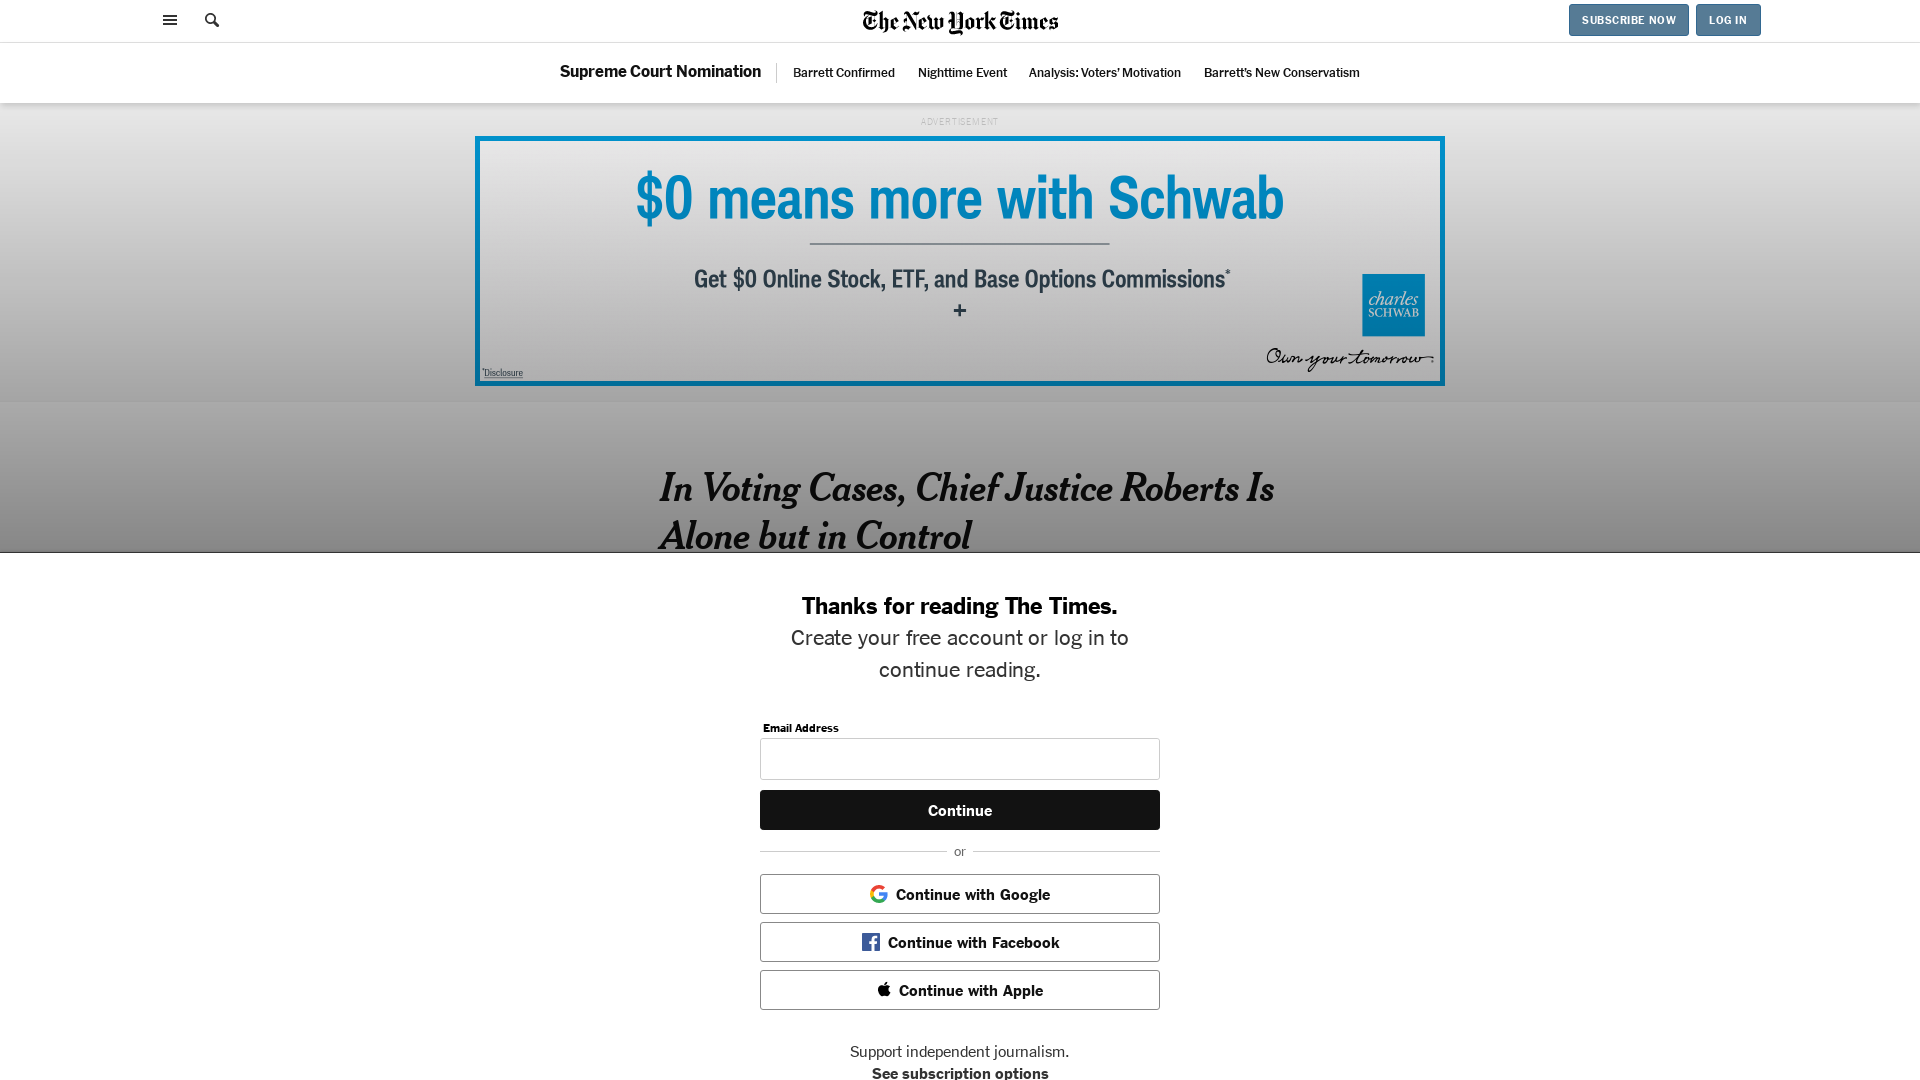 The New York Times
SUBSCRIBE NOW
LOG IN
Supreme Court Nomination
Barrett Confirmed
Nighttime Event
Analysis: Voters' Motivation
Barrett's New Conservatism
ADVERTISEMENT
$0 means more with Schwab
Get $0 Online Stock, ETF, and Base Options Commissions*
+
charles
SCHWAB
Own your tomorrow
*Disclosure
In Voting Cases, Chief Justice Roberts Is
Alone but in Control
Thanks for reading The Times.
Create your free account or log in to
continue reading.
Email Address
Continue
or
Continue with Google
Continue with Facebook
Continue with Apple
Support independent journalism.
See subscription options